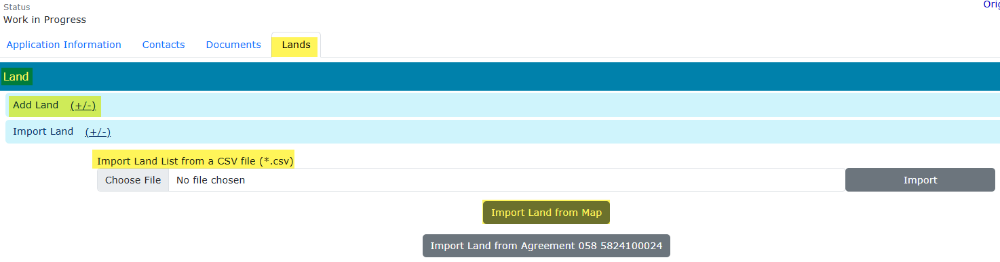 Status
Orig
Work in Progress
Application Information Contacts Documents Lands
Land
Add Land (+/-)
Import Land (+/-)
Import Land List from a CSV file (*.csv)
Choose File No file chosen Import
Import Land from Map
Import Land from Agreement 058 5824100024